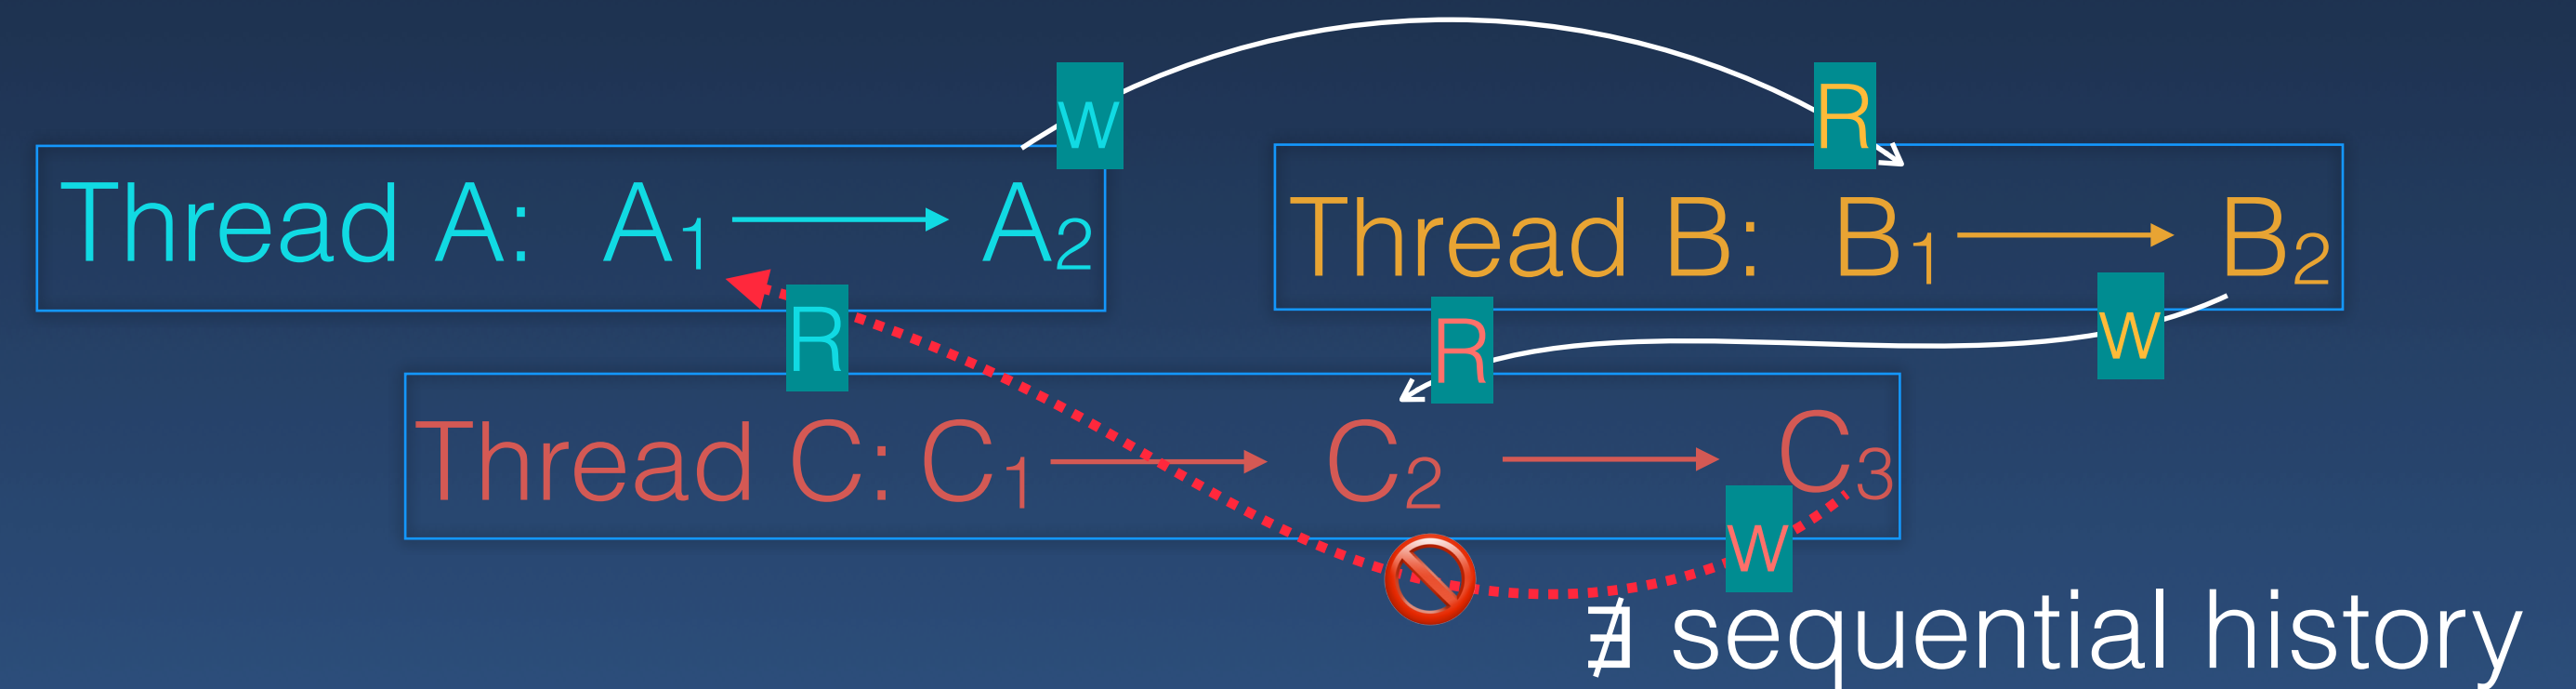 W R
Thread A: A₁ A₂
Thread B: B₁ B₂
R R W
Thread C: C₁ C₂ C₃
W
∄ sequential history